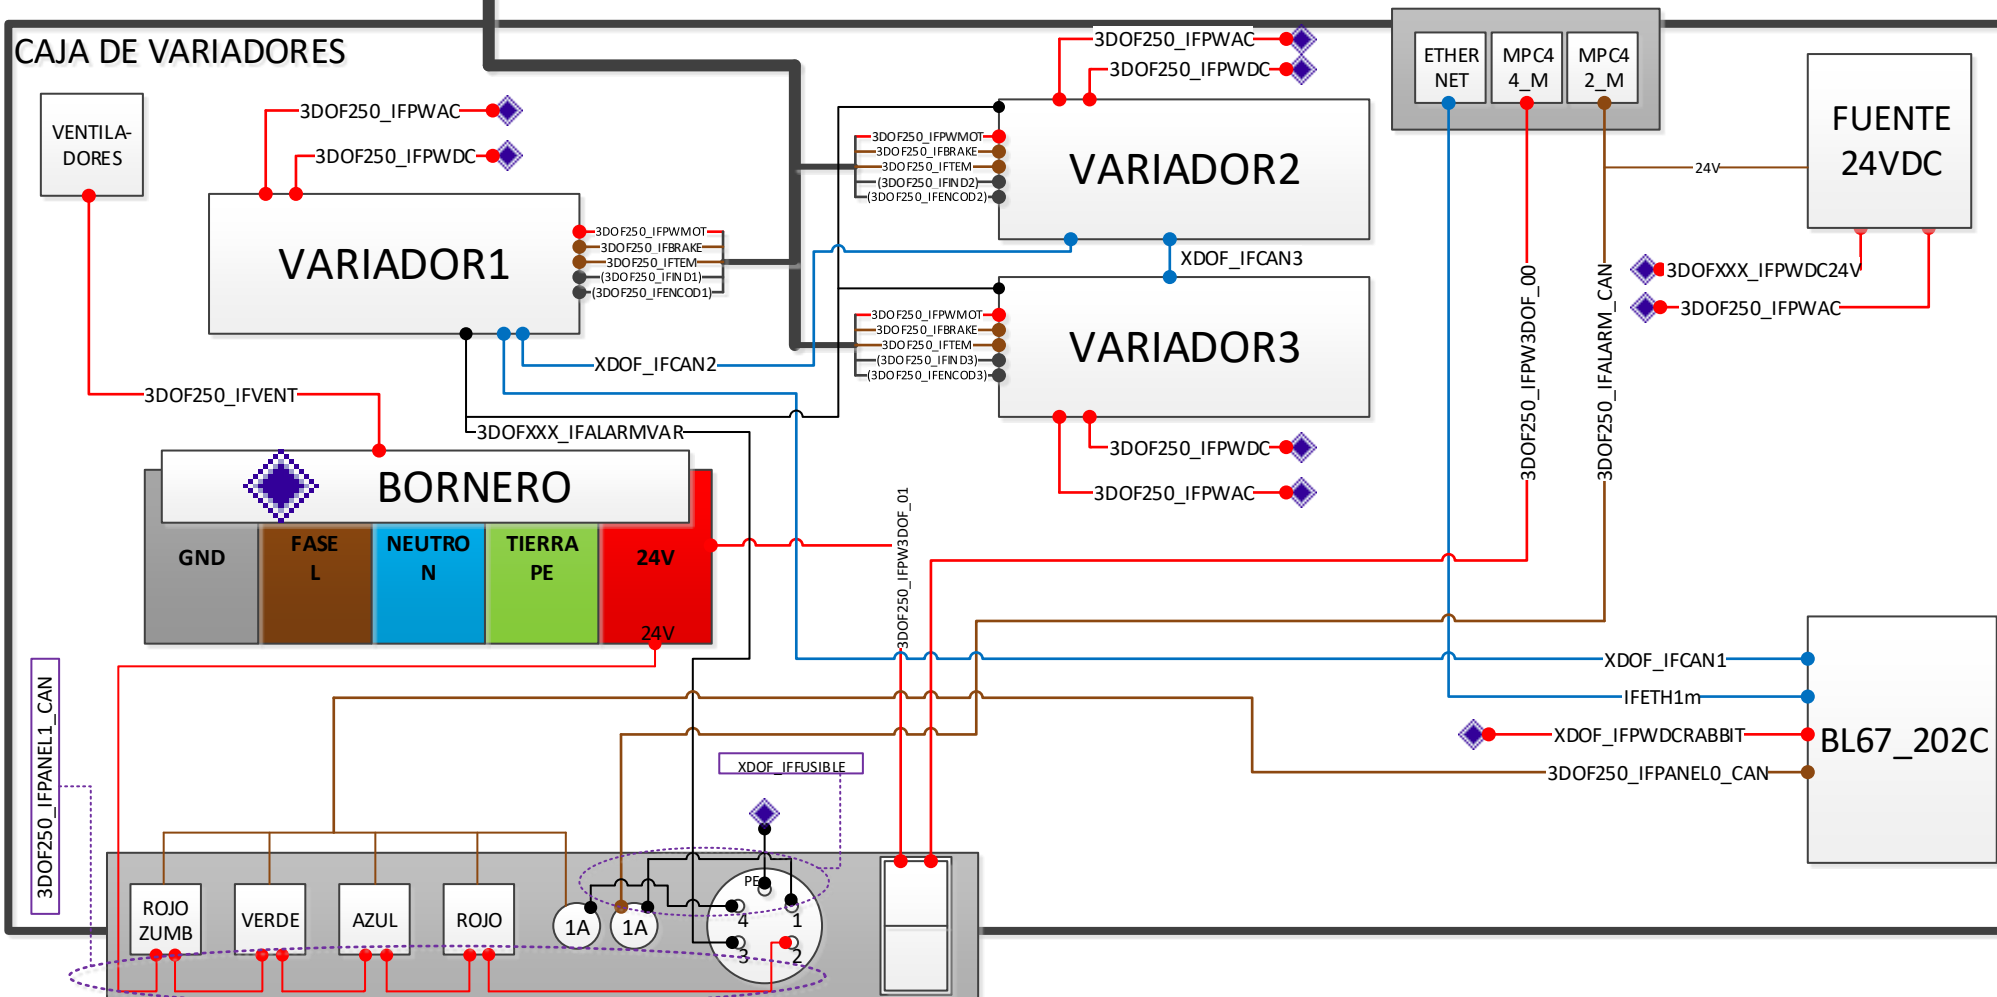 CAJA DE VARIADORES
VENTILA-
DORES
3DOF250_IFPWAC
3DOF250_IFPWDC
VARIADOR1
3DOF250_IFPWMOT
3DOF250_IFBRAKE
3DOF250_IFTEM
(3DOF250_IFIND1)
(3DOF250_IFENCOD1)
3DOF250_IFPWAC
3DOF250_IFPWDC
3DOF250_IFPWMOT
3DOF250_IFBRAKE
3DOF250_IFTEM
(3DOF250_IFIND2)
(3DOF250_IFENCOD2)
VARIADOR2
XDOF_IFCAN3
3DOF250_IFPWMOT
3DOF250_IFBRAKE
3DOF250_IFTEM
(3DOF250_IFIND3)
(3DOF250_IFENCOD3)
VARIADOR3
3DOF250_IFPWDC
3DOF250_IFPWAC
ETHER
NET
MPC4
4_M
MPC4
2_M
FUENTE
24VDC
24V
3DOFXXX_IFPWDC24V
3DOF250_IFPWAC
3DOF250_IFPW3DOF_00
3DOF250_IFALARM_CAN
XDOF_IFCAN2
3DOF250_IFVENT
3DOFXXX_IFALARMVAR
BORNERO
GND
FASE
L
NEUTRO
N
TIERRA
PE
24V
24V
3DOF250_IFPW3DOF_01
XDOF_IFCAN1
IFETH1m
XDOF_IFPWDCRABBIT
3DOF250_IFPANEL0_CAN
BL67_202C
3DOF250_IFPANEL1_CAN
XDOF_IFFUSIBLE
ROJO
ZUMB
VERDE
AZUL
ROJO
1A
1A
PE
4
1
3
2